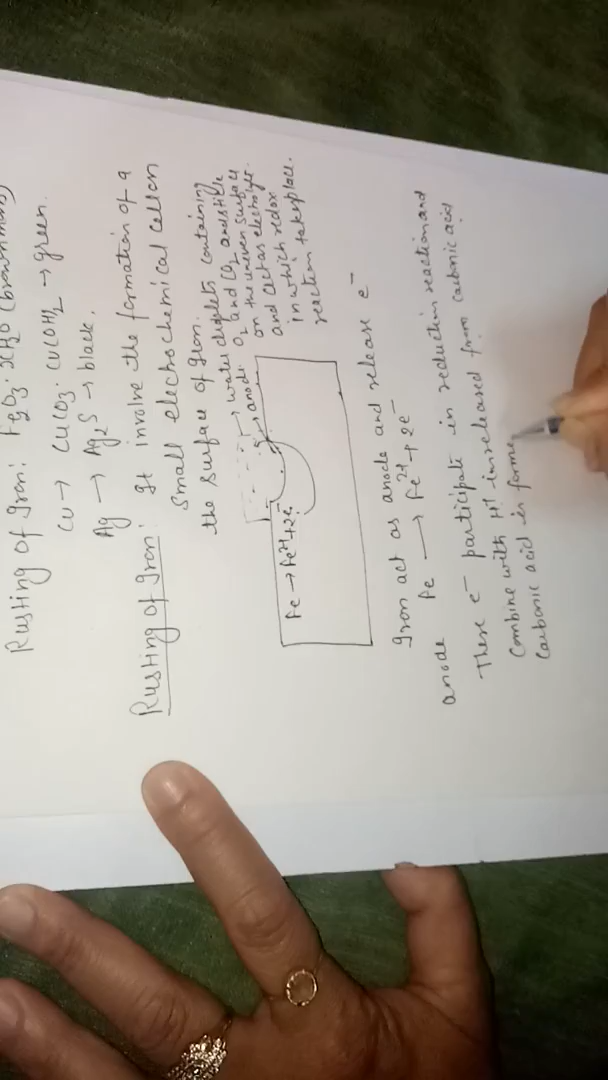 Rusting of Iron: Fe2O3. xH2O (brownish)
Cu → CuCO3. Cu(OH)2 → green.
Ag → Ag2S → black.
Rusting of Iron: It involve the formation of a
Small electrochemical cell on
the surface of Iron.
→ water droplets containing
O2 and CO2
on the uneven surface
and act as electrolyte
in which redox
reaction takes place.
→ anode
Fe → Fe2+ + 2e-
Iron act as anode and release e-
anode Fe → Fe2+ + 2e-
These e- participate in reduction reaction and
Combine with H+ released from carbonic acid
Carbonic acid is form